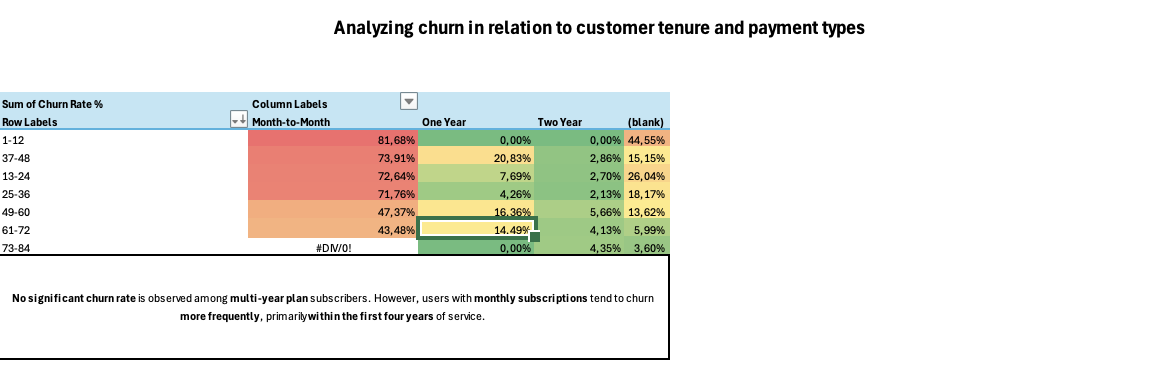 Analyzing churn in relation to customer tenure and payment types
Sum of Churn Rate % Column Labels
Row Labels Month-to-Month One Year Two Year (blank)
1-12 81,68% 0,00% 0,00% 44,55%
37-48 73,91% 20,83% 2,86% 15,15%
13-24 72,64% 7,69% 2,70% 26,04%
25-36 71,76% 4,26% 2,13% 18,17%
49-60 47,37% 16,36% 5,66% 13,62%
61-72 43,48% 14,49% 4,13% 5,99%
73-84 #DIV/0! 0,00% 4,35% 3,60%
No significant churn rate is observed among multi-year plan subscribers. However, users with monthly subscriptions tend to churn
more frequently, primarilywithin the first four years of service.